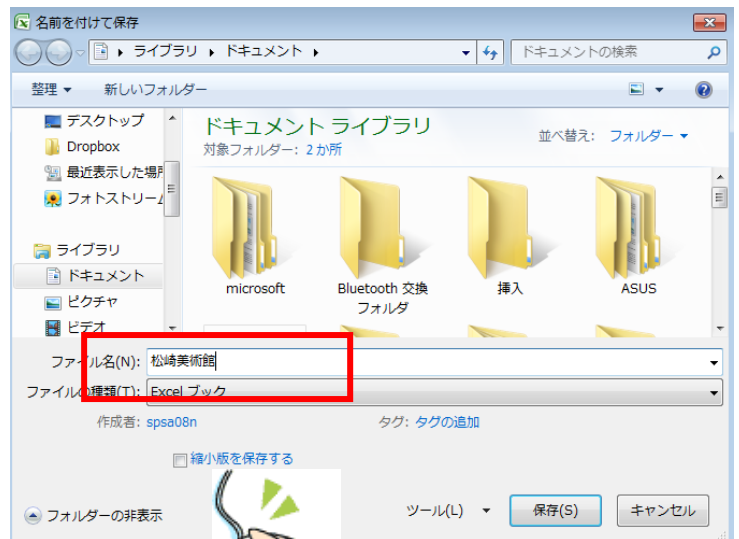 名前を付けて保存
ライブラリ ▸ ドキュメント ▸
ドキュメントの検索
整理 ▼ 新しいフォルダー
デスクトップ
Dropbox
最近表示した場所
フォトストリーム
ライブラリ
ドキュメント
ピクチャ
ビデオ
ドキュメント ライブラリ
対象フォルダー: 2か所
並べ替え: フォルダー ▼
microsoft
Bluetooth 交換
フォルダ
挿入
ASUS
ファイル名(N): 松崎美術館
ファイルの種類(T): Excel ブック
作成者: spsa08n
タグ: タグの追加
縮小版を保存する
フォルダーの非表示
ツール(L) ▼
保存(S)
キャンセル